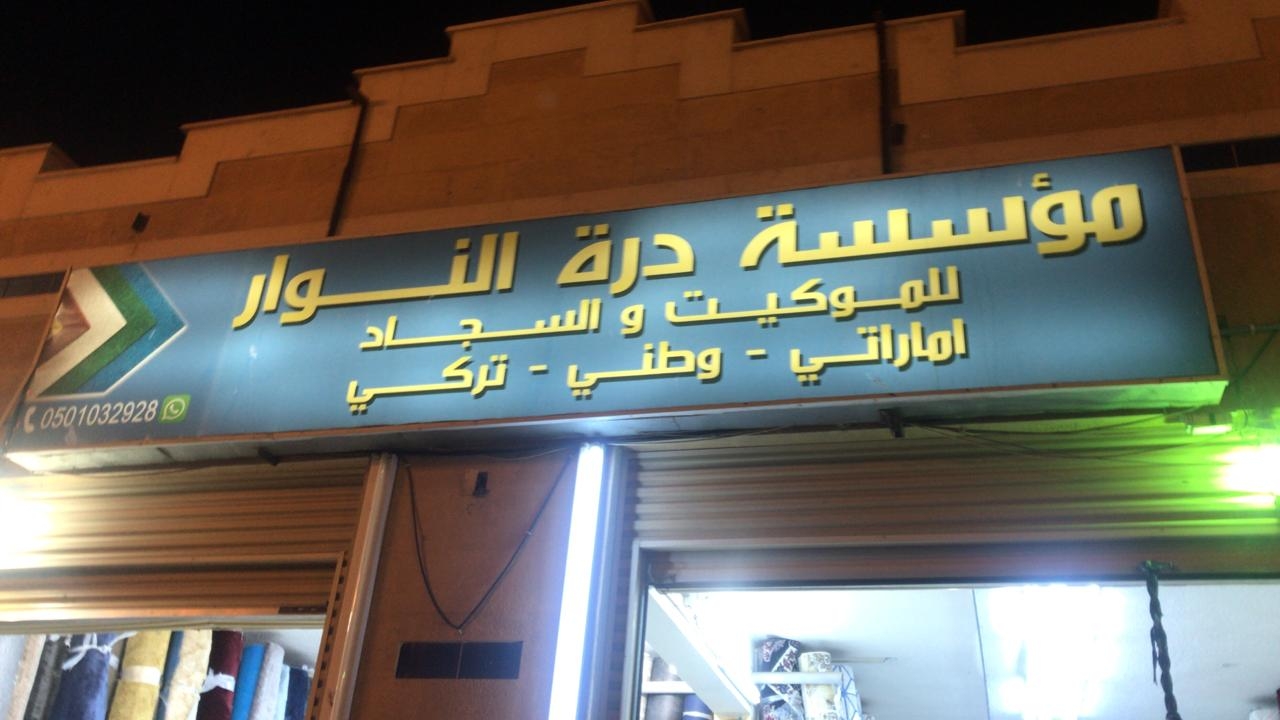 مؤسسة درة النوار
للموكيت و السجاد
اماراتي - وطني - تركي
0501032928